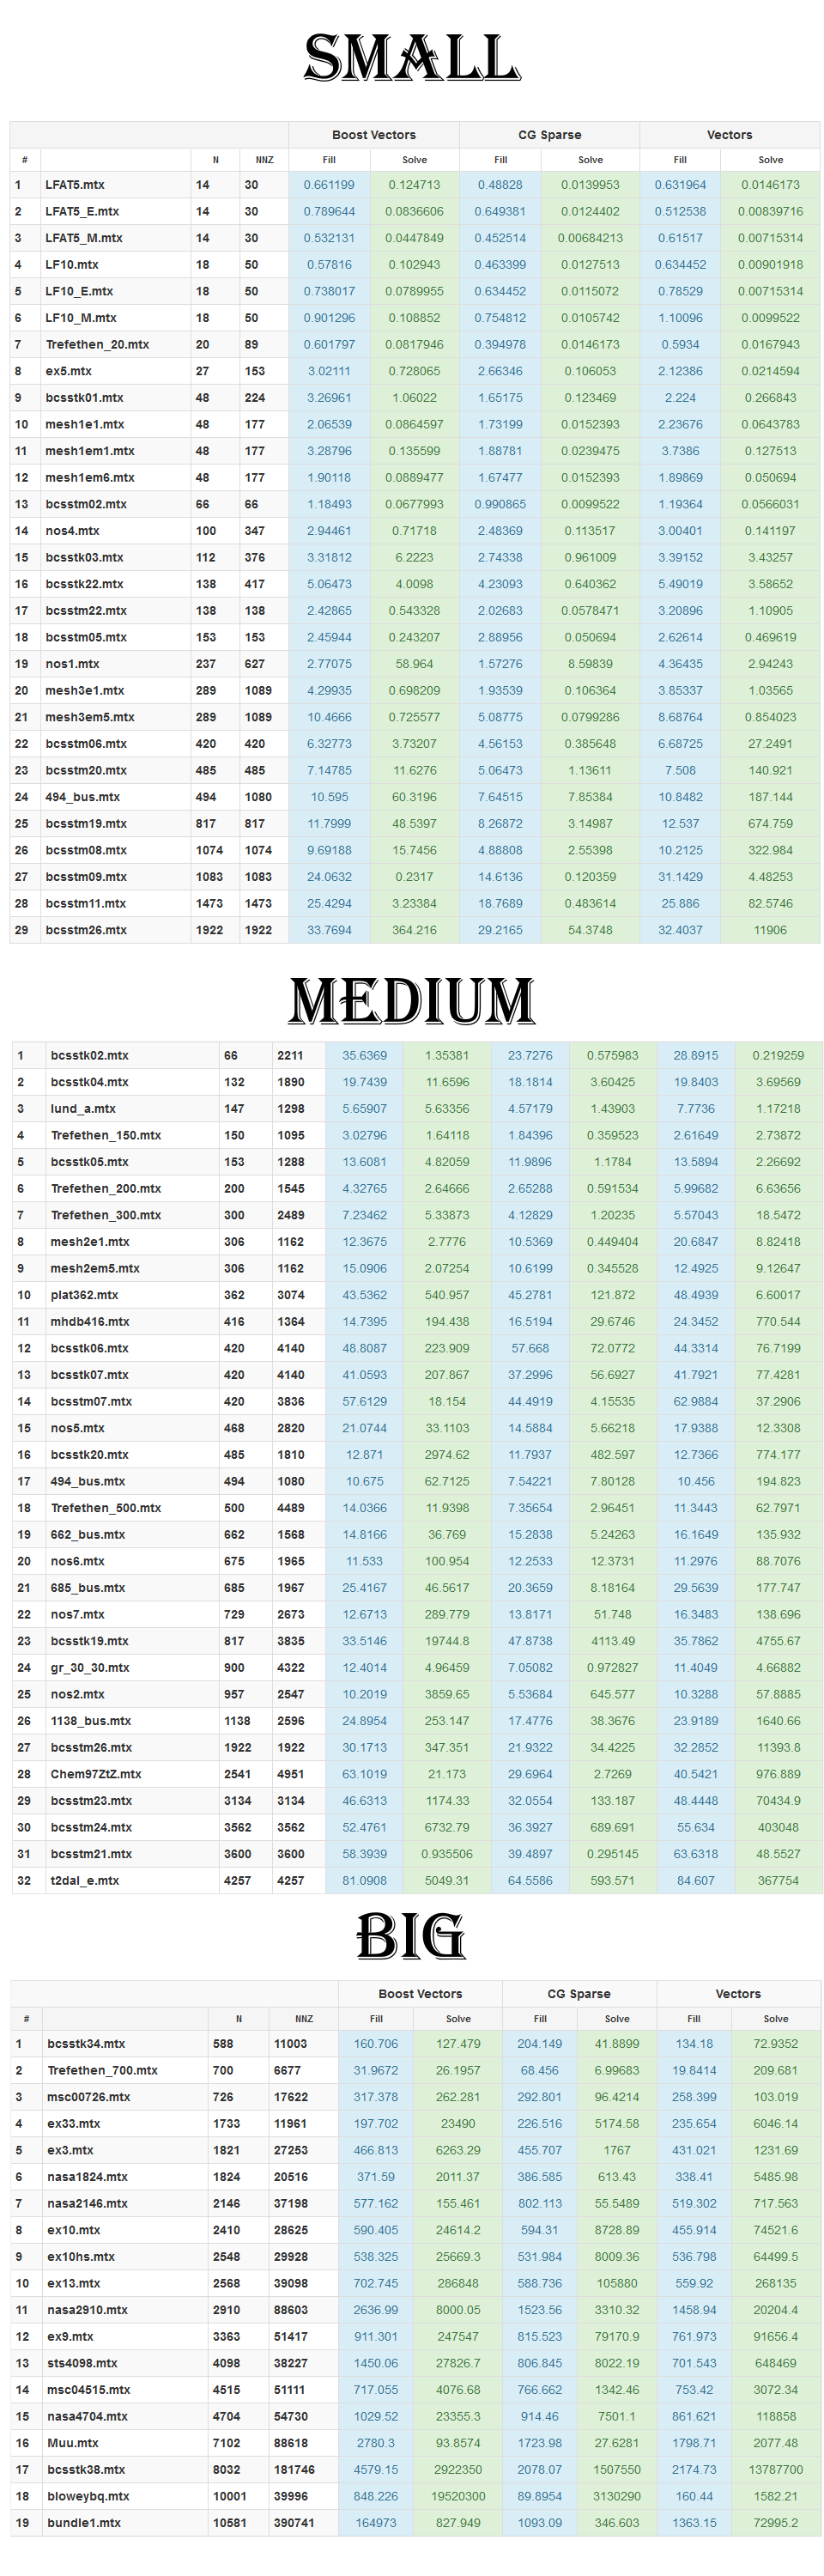 SMALL
Boost Vectors CG Sparse Vectors
# N NNZ Fill Solve Fill Solve Fill Solve
1 LFAT5.mtx 14 30 0.661199 0.124713 0.48828 0.0139953 0.631964 0.0146173
2 LFAT5_E.mtx 14 30 0.789644 0.0836606 0.649381 0.0124402 0.512538 0.00839716
3 LFAT5_M.mtx 14 30 0.532131 0.0447849 0.452514 0.00684213 0.61517 0.00715314
4 LF10.mtx 18 50 0.57816 0.102943 0.463399 0.0127513 0.634452 0.00901918
5 LF10_E.mtx 18 50 0.738017 0.0789955 0.634452 0.0115072 0.78529 0.00715314
6 LF10_M.mtx 18 50 0.901296 0.108852 0.754812 0.0105742 1.10096 0.0099522
7 Trefethen_20.mtx 20 89 0.601797 0.0817946 0.394978 0.0146173 0.5934 0.0167943
8 ex5.mtx 27 153 3.02111 0.728065 2.66346 0.106053 2.12386 0.0214594
9 bcsstk01.mtx 48 224 3.26961 1.06022 1.65175 0.123469 2.224 0.266843
10 mesh1e1.mtx 48 177 2.06539 0.0864597 1.73199 0.0152393 2.23676 0.0643783
11 mesh1em1.mtx 48 177 3.28796 0.135599 1.88781 0.0239475 3.7386 0.127513
12 mesh1em6.mtx 48 177 1.90118 0.0889477 1.67477 0.0152393 1.89869 0.050694
13 bcsstm02.mtx 66 66 1.18493 0.0677993 0.990865 0.0099522 1.19364 0.0566031
14 nos4.mtx 100 347 2.94461 0.71718 2.48369 0.113517 3.00401 0.141197
15 bcsstk03.mtx 112 376 3.31812 6.2223 2.74338 0.961009 3.39152 3.43257
16 bcsstk22.mtx 138 417 5.06473 4.0098 4.23093 0.640362 5.49019 3.58652
17 bcsstm22.mtx 138 138 2.42865 0.543328 2.02683 0.0578471 3.20896 1.10905
18 bcsstm05.mtx 153 153 2.45944 0.243207 2.88956 0.050694 2.62614 0.469619
19 nos1.mtx 237 627 2.77075 58.964 1.57276 8.59839 4.36435 2.94243
20 mesh3e1.mtx 289 1089 4.29935 0.698209 1.93539 0.106364 3.85337 1.03565
21 mesh3em5.mtx 289 1089 10.4666 0.725577 5.08775 0.0799286 8.68764 0.854023
22 bcsstm06.mtx 420 420 6.32773 3.73207 4.56153 0.385648 6.68725 27.2491
23 bcsstm20.mtx 485 485 7.14785 11.6276 5.06473 1.13611 7.508 140.921
24 494_bus.mtx 494 1080 10.595 60.3196 7.64515 7.85384 10.8482 187.144
25 bcsstm19.mtx 817 817 11.7999 48.5397 8.26872 3.14987 12.537 674.759
26 bcsstm08.mtx 1074 1074 9.69188 15.7456 4.88808 2.55398 10.2125 322.984
27 bcsstm09.mtx 1083 1083 24.0632 0.2317 14.6136 0.120359 31.1429 4.48253
28 bcsstm11.mtx 1473 1473 25.4294 3.23384 18.7689 0.483614 25.886 82.5746
29 bcsstm26.mtx 1922 1922 33.7694 364.216 29.2165 54.3748 32.4037 11906
MEDIUM
1 bcsstk02.mtx 66 2211 35.6369 1.35381 23.7276 0.575983 28.8915 0.219259
2 bcsstk04.mtx 132 1890 19.7439 11.6596 18.1814 3.60425 19.8403 3.69569
3 lund_a.mtx 147 1298 5.65907 5.63356 4.57179 1.43903 7.7736 1.17218
4 Trefethen_150.mtx 150 1095 3.02796 1.64118 1.84396 0.359523 2.61649 2.73872
5 bcsstk05.mtx 153 1288 13.6081 4.82059 11.9896 1.1784 13.5894 2.26692
6 Trefethen_200.mtx 200 1545 4.32765 2.64666 2.65288 0.591534 5.99682 6.63656
7 Trefethen_300.mtx 300 2489 7.23462 5.33873 4.12829 1.20235 5.57043 18.5472
8 mesh2e1.mtx 306 1162 12.3675 2.7776 10.5369 0.449404 20.6847 8.82418
9 mesh2em5.mtx 306 1162 15.0906 2.07254 10.6199 0.345528 12.4925 9.12647
10 plat362.mtx 362 3074 43.5362 540.957 45.2781 121.872 48.4939 6.60017
11 mhdb416.mtx 416 1364 14.7395 194.438 16.5194 29.6746 24.3452 770.544
12 bcsstk06.mtx 420 4140 48.8087 223.909 57.668 72.0772 44.3314 76.7199
13 bcsstk07.mtx 420 4140 41.0593 207.867 37.2996 56.6927 41.7921 77.4281
14 bcsstm07.mtx 420 3836 57.6129 18.154 44.4919 4.15535 62.9884 37.2906
15 nos5.mtx 468 2820 21.0744 33.1103 14.5884 5.66218 17.9388 12.3308
16 bcsstk20.mtx 485 1810 12.871 2974.62 11.7937 482.597 12.7366 774.177
17 494_bus.mtx 494 1080 10.675 62.7125 7.54221 7.80128 10.456 194.823
18 Trefethen_500.mtx 500 4489 14.0366 11.9398 7.35654 2.96451 11.3443 62.7971
19 662_bus.mtx 662 1568 14.8166 36.769 15.2838 5.24263 16.1649 135.932
20 nos6.mtx 675 1965 11.533 100.954 12.2533 12.3731 11.2976 88.7076
21 685_bus.mtx 685 1967 25.4167 46.5617 20.3659 8.18164 29.5639 177.747
22 nos7.mtx 729 2673 12.6713 289.779 13.8171 51.748 16.3483 138.696
23 bcsstk19.mtx 817 3835 33.5146 19744.8 47.8738 4113.49 35.7862 4755.67
24 gr_30_30.mtx 900 4322 12.4014 4.96459 7.05082 0.972827 11.4049 4.66882
25 nos2.mtx 957 2547 10.2019 3859.65 5.53684 645.577 10.3288 57.8885
26 1138_bus.mtx 1138 2596 24.8954 253.147 17.4776 38.3676 23.9189 1640.66
27 bcsstm26.mtx 1922 1922 30.1713 347.351 21.9322 34.4225 32.2852 11393.8
28 Chem97ZtZ.mtx 2541 4951 63.1019 21.173 29.6964 2.7269 40.5421 976.889
29 bcsstm23.mtx 3134 3134 46.6313 1174.33 32.0554 133.187 48.4448 70434.9
30 bcsstm24.mtx 3562 3562 52.4761 6732.79 36.3927 689.691 55.634 403048
31 bcsstm21.mtx 3600 3600 58.3939 0.935506 39.4897 0.295145 63.6318 48.5527
32 t2dal_e.mtx 4257 4257 81.0908 5049.31 64.5586 593.571 84.607 367754
BIG
Boost Vectors CG Sparse Vectors
# N NNZ Fill Solve Fill Solve Fill Solve
1 bcsstk34.mtx 588 11003 160.706 127.479 204.149 41.8899 134.18 72.9352
2 Trefethen_700.mtx 700 6677 31.9672 26.1957 68.456 6.99683 19.8414 209.681
3 msc00726.mtx 726 17622 317.378 262.281 292.801 96.4214 258.399 103.019
4 ex33.mtx 1733 11961 197.702 23490 226.516 5174.58 235.654 6046.14
5 ex3.mtx 1821 27253 466.813 6263.29 455.707 1767 431.021 1231.69
6 nasa1824.mtx 1824 20516 371.59 2011.37 386.585 613.43 338.41 5485.98
7 nasa2146.mtx 2146 37198 577.162 155.461 802.113 55.5489 519.302 717.563
8 ex10.mtx 2410 28625 590.405 24614.2 594.31 8728.89 455.914 74521.6
9 ex10hs.mtx 2548 29928 538.325 25669.3 531.984 8009.36 536.798 64499.5
10 ex13.mtx 2568 39098 702.745 286848 588.736 105880 559.92 268135
11 nasa2910.mtx 2910 88603 2636.99 8000.05 1523.56 3310.32 1458.94 20204.4
12 ex9.mtx 3363 51417 911.301 247547 815.523 79170.9 761.973 91656.4
13 sts4098.mtx 4098 38227 1450.06 27826.7 806.845 8022.19 701.543 648469
14 msc04515.mtx 4515 51111 717.055 4076.68 766.662 1342.46 753.42 3072.34
15 nasa4704.mtx 4704 54730 1029.52 23355.3 914.46 7501.1 861.621 118858
16 Muu.mtx 7102 88618 2780.3 93.8574 1723.98 27.6281 1798.71 2077.48
17 bcsstk38.mtx 8032 181746 4579.15 2922350 2078.07 1507550 2174.73 13787700
18 bloweybq.mtx 10001 39996 848.226 19520300 89.8954 3130290 160.44 1582.21
19 bundle1.mtx 10581 390741 164973 827.949 1093.09 346.603 1363.15 72995.2